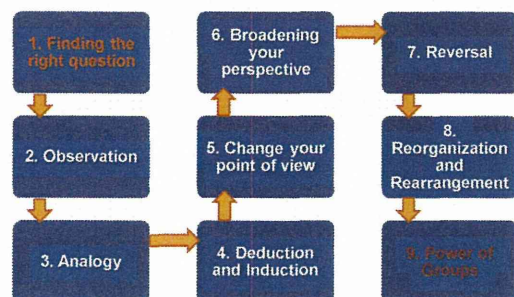 1. Finding the
right question
2. Observation
3. Analogy
4. Deduction
and Induction
5. Change your
point of view
6. Broadening
your
perspective
7. Reversal
8.
Reorganization
and
Rearrangement
9. Power of
Groups